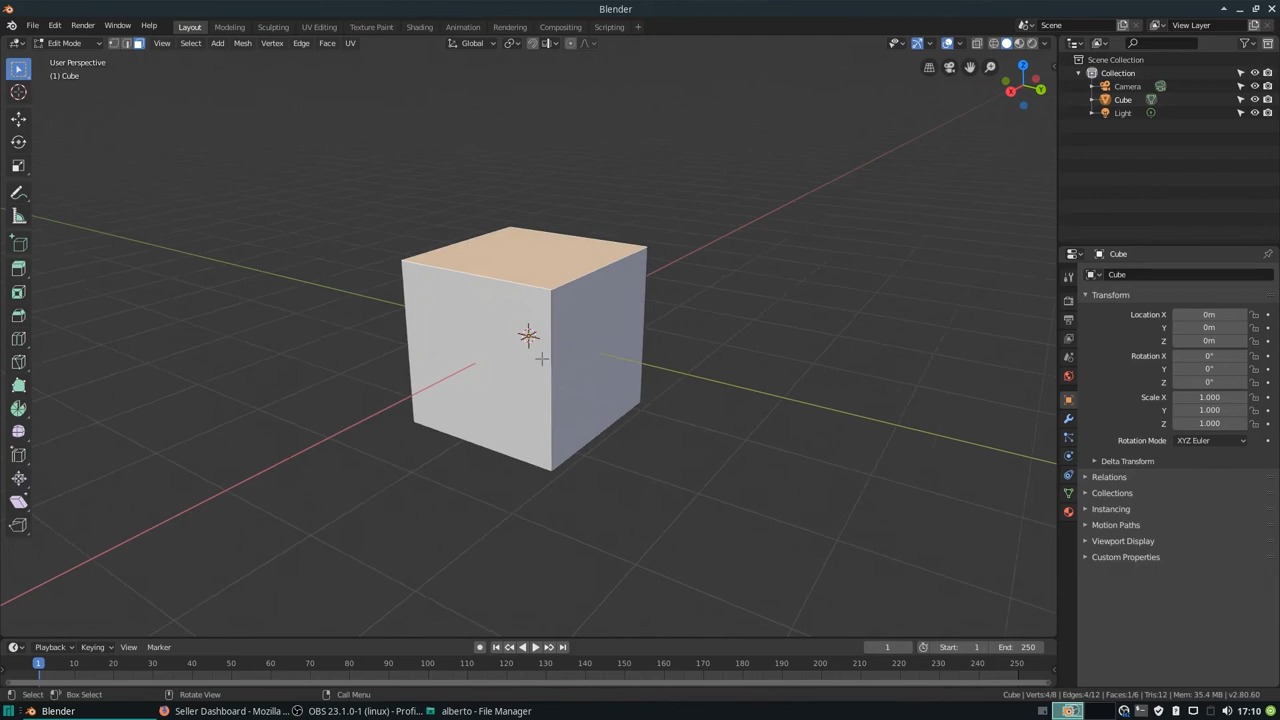 Blender
File Edit Render Window Help Layout Modeling Sculpting UV Editing Texture Paint Shading Animation Rendering Compositing Scripting Scene View Layer
Edit Mode View Select Add Mesh Vertex Edge Face UV Global
User Perspective
(1) Cube
Z
Y
X
Scene Collection
Collection
Camera
Cube
Light
Cube
Cube
Transform
Location X 0m
Y 0m
Z 0m
Rotation X 0°
Y 0°
Z 0°
Scale X 1.000
Y 1.000
Z 1.000
Rotation Mode XYZ Euler
Delta Transform
Relations
Collections
Instancing
Motion Paths
Viewport Display
Custom Properties
Playback Keying View Marker 1 Start: 1 End: 250
1 10 20 30 40 50 60 70 80 90 100 110 120 130 140 150 160 170 180 190 200 210 220 230 240 250
Select Box Select Rotate View Call Menu Cube | Verts:4/8 | Edges:4/12 | Faces:1/6 | Tris:12 | Mem: 35.4 MB | v2.80.60
Blender Seller Dashboard - Mozilla ... OBS 23.1.0-1 (linux) - Profi... alberto - File Manager 17:10